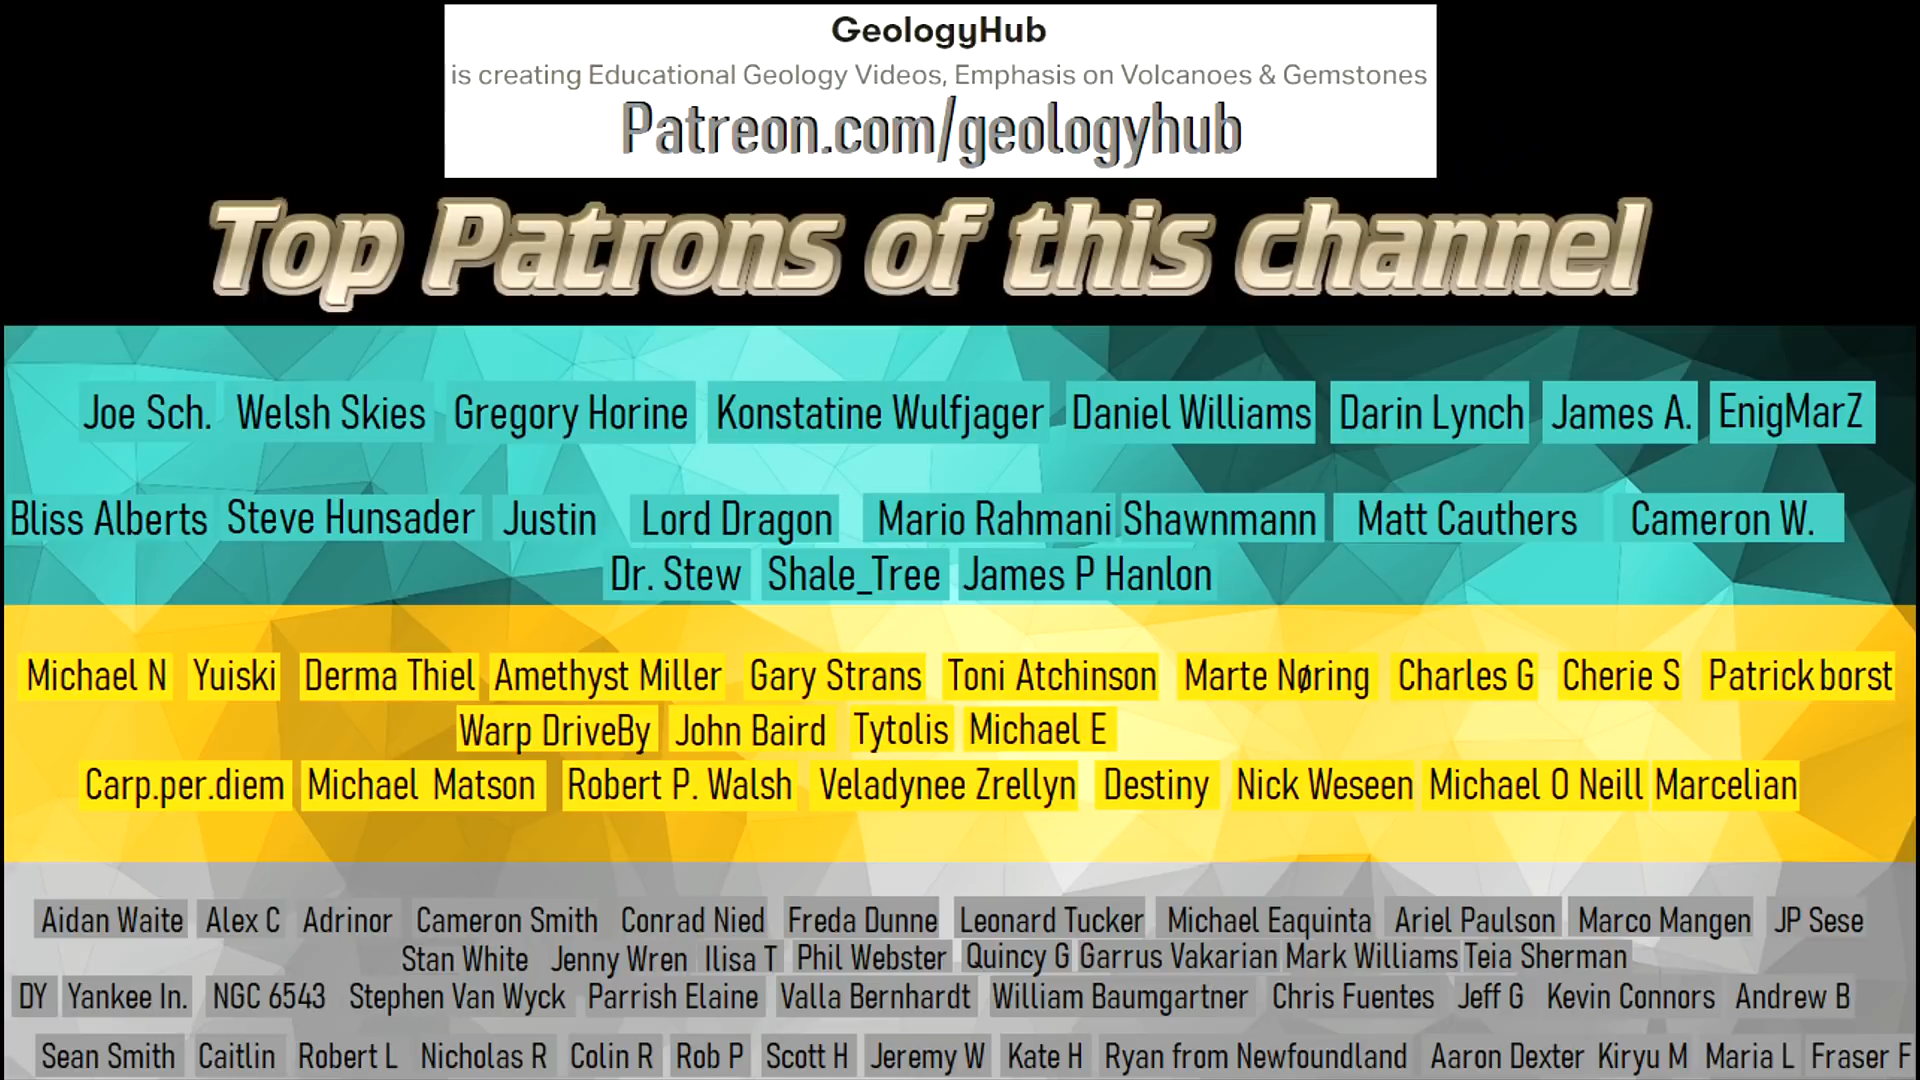 GeologyHub
is creating Educational Geology Videos, Emphasis on Volcanoes & Gemstones
Patreon.com/geologyhub
Top Patrons of this channel
Joe Sch. Welsh Skies Gregory Horine Konstatine Wulfjager Daniel Williams Darin Lynch James A. EnigMarZ
Bliss Alberts Steve Hunsader Justin Lord Dragon Mario Rahmani Shawnmann Matt Cauthers Cameron W.
Dr. Stew Shale_Tree James P Hanlon
Michael N Yuiski Derma Thiel Amethyst Miller Gary Strans Toni Atchinson Marte Nøring Charles G Cherie S Patrick borst
Warp DriveBy John Baird Tytolis Michael E
Carp.per.diem Michael Matson Robert P. Walsh Veladynee Zrellyn Destiny Nick Weseen Michael O Neill Marcelian
Aidan Waite Alex C Adrinor Cameron Smith Conrad Nied Freda Dunne Leonard Tucker Michael Eaquinta Ariel Paulson Marco Mangen JP Sese
Stan White Jenny Wren Ilisa T Phil Webster Quincy G Garrus Vakarian Mark Williams Teia Sherman
DY Yankee In. NGC 6543 Stephen Van Wyck Parrish Elaine Valla Bernhardt William Baumgartner Chris Fuentes Jeff G Kevin Connors Andrew B
Sean Smith Caitlin Robert L Nicholas R Colin R Rob P Scott H Jeremy W Kate H Ryan from Newfoundland Aaron Dexter Kiryu M Maria L Fraser F